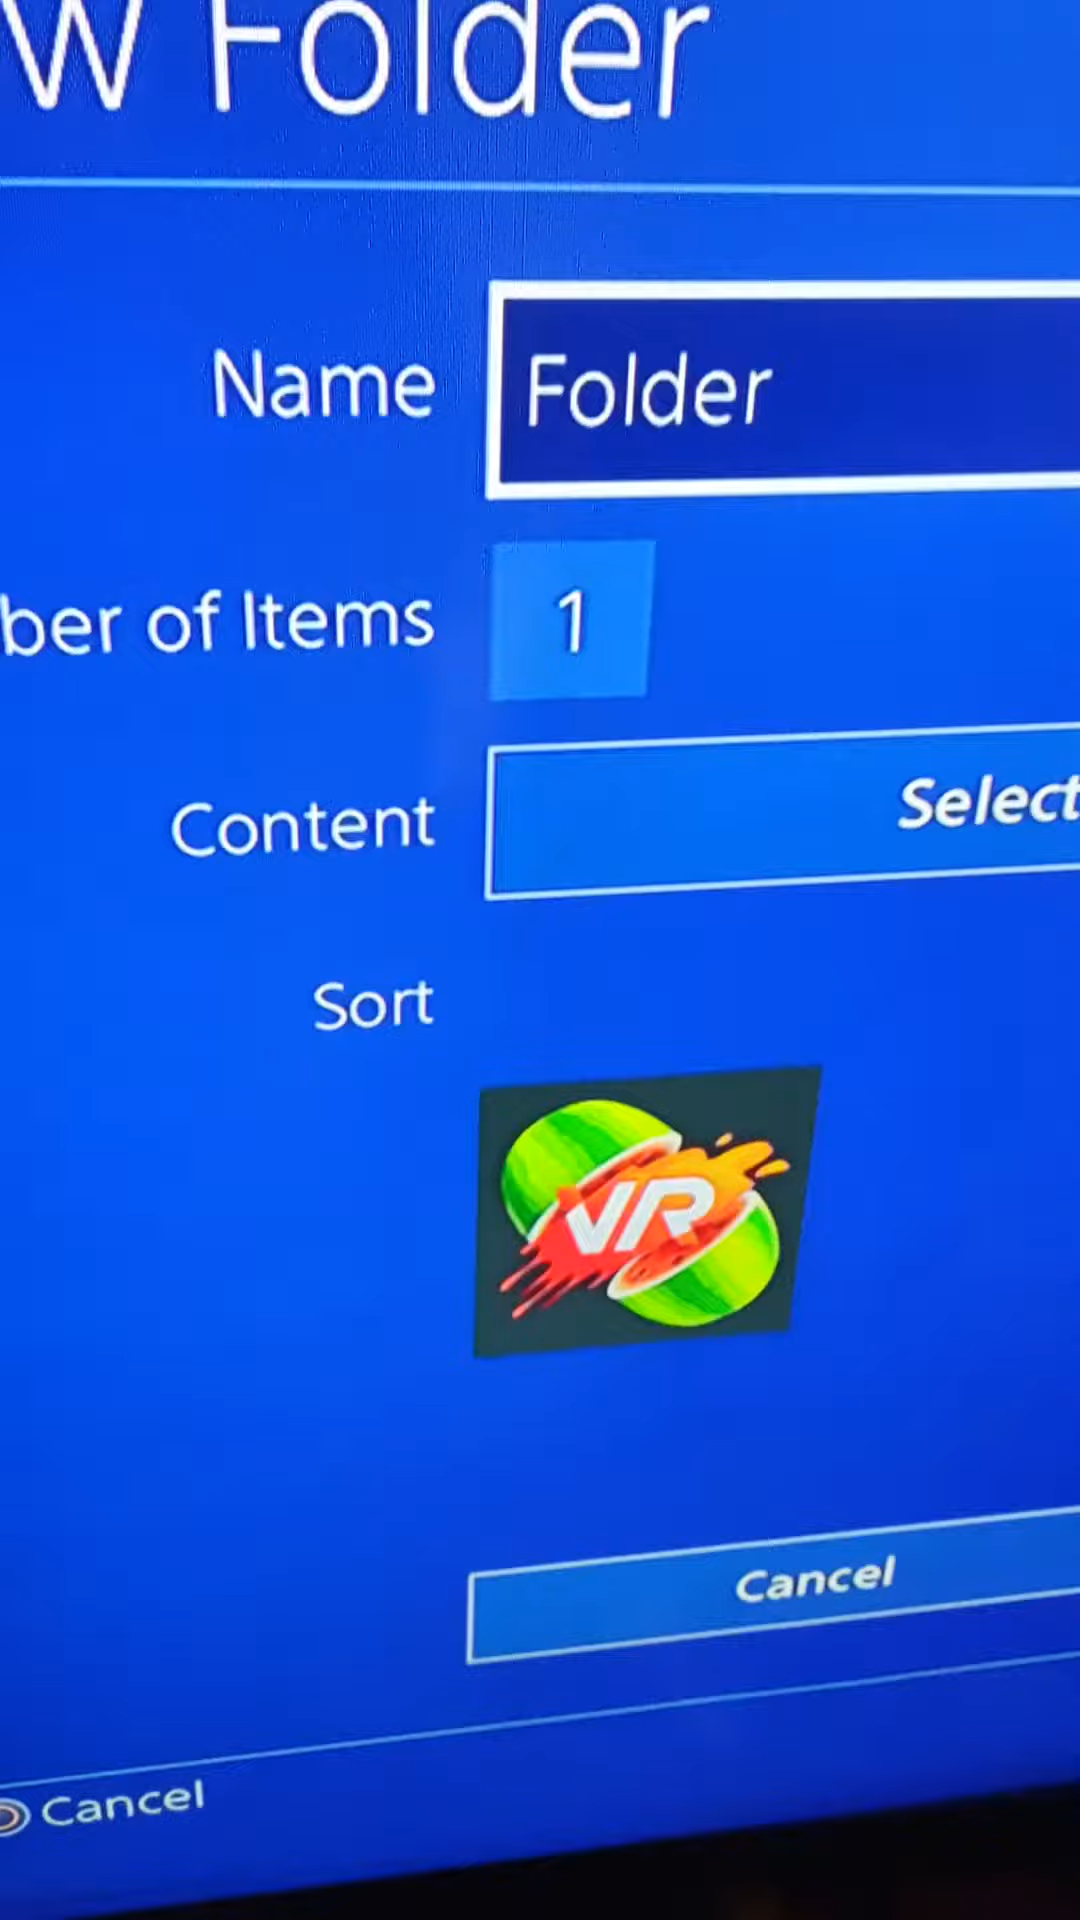 w Folder
Name
Folder
ber of Items
1
Content
Select
Sort
VR
Cancel
Cancel